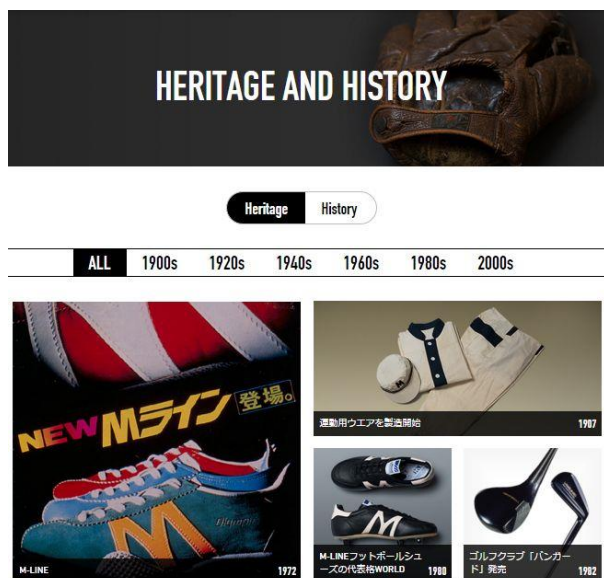 HERITAGE AND HISTORY
Heritage
History
ALL
1900s
1920s
1940s
1960s
1980s
2000s
NEW Mライン 登場。
M-LINE
1972
運動用ウエアを製造開始
1907
M-LINEフットボールシュ
ーズの代表格WORLD
1980
ゴルフクラブ「バンガー
ド」発売
1982